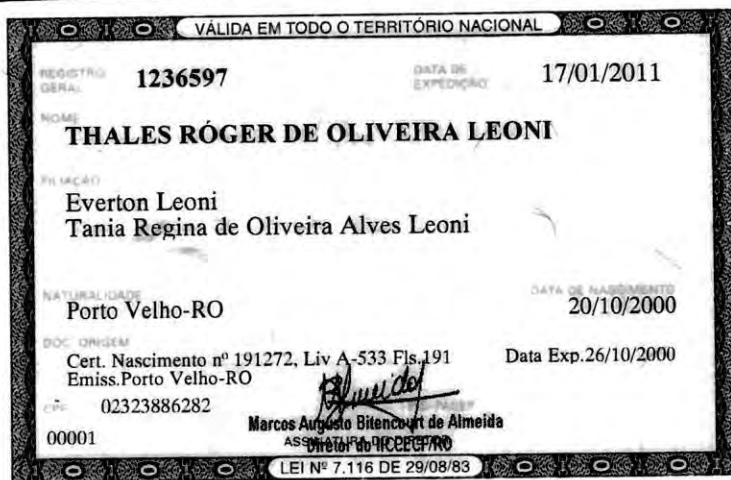 VÁLIDA EM TODO O TERRITÓRIO NACIONAL
REGISTRO GERAL 1236597 DATA DE EXPEDIÇÃO 17/01/2011
NOME
THALES RÓGER DE OLIVEIRA LEONI
FILIAÇÃO
Everton Leoni
Tania Regina de Oliveira Alves Leoni
NATURALIDADE DATA DE NASCIMENTO
Porto Velho-RO 20/10/2000
DOC. ORIGEM
Cert. Nascimento nº 191272, Liv A-533 Fls.191 Data Exp.26/10/2000
Emiss.Porto Velho-RO
CPF 02323886282
Marcos Augusto Bitencourt de Almeida
00001 ASSINATURA DO DIRETOR
Diretor do IICCECF/RO
LEI Nº 7.116 DE 29/08/83